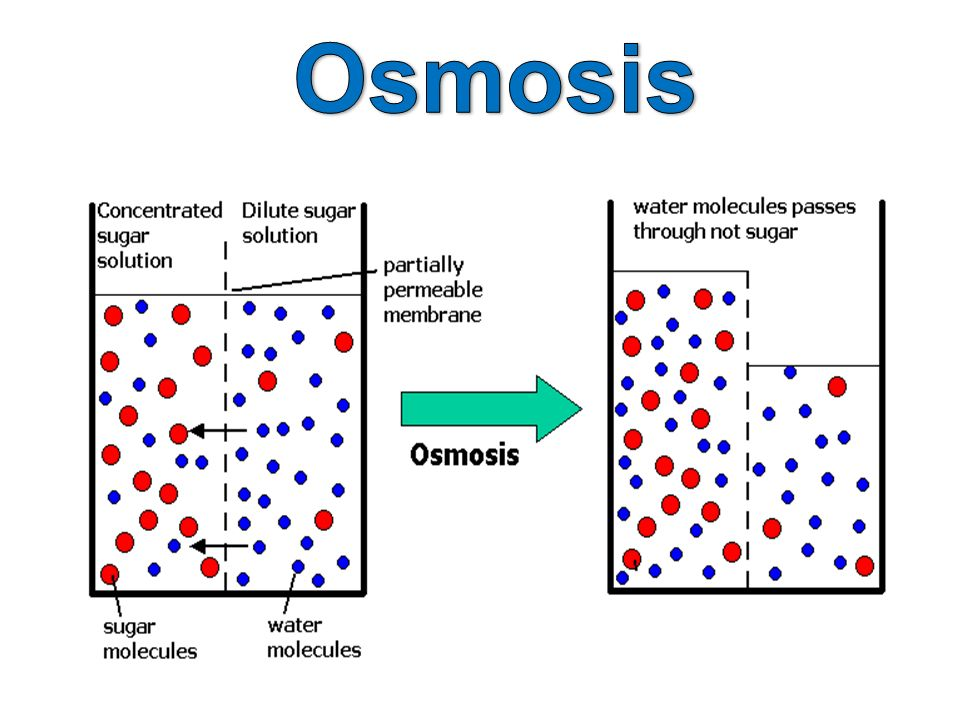 Osmosis
Concentrated
sugar
solution
Dilute sugar
solution
partially
permeable
membrane
water molecules passes
through not sugar
Osmosis
sugar
molecules
water
molecules